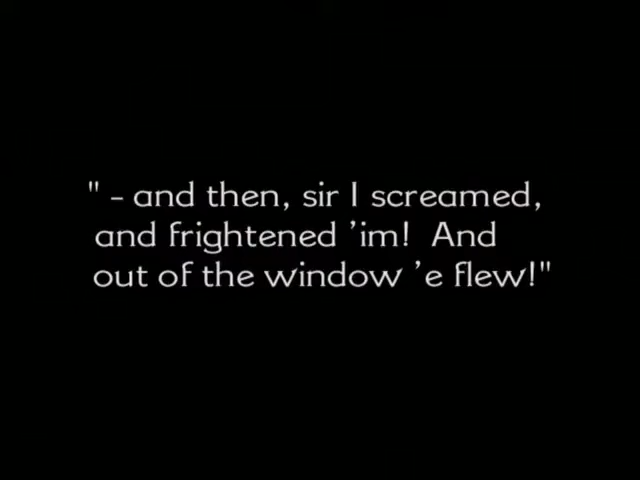 " - and then, sir I screamed,
and frightened 'im!  And
out of the window 'e flew!"